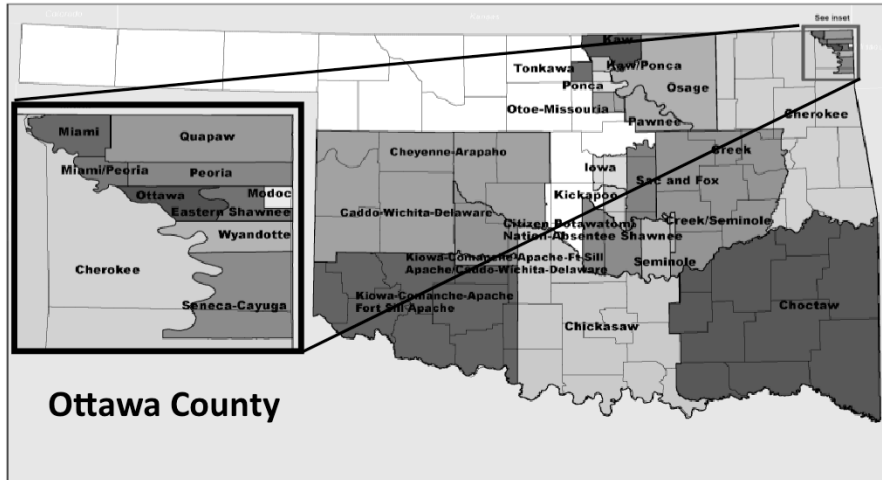 Colorado
Kansas
See inset
Kaw
Tonkawa
Kaw/Ponca
Osage
Ponca
Otoe-Missouria
Pawnee
Cherokee
Miami
Quapaw
Miami/Peoria
Peoria
Ottawa
Modoc
Eastern Shawnee
Wyandotte
Cherokee
Seneca-Cayuga
Cheyenne-Arapaho
Creek
Iowa
Sac and Fox
Kickapoo
Caddo-Wichita-Delaware
Citizen Potawatomi
Nation-Absentee Shawnee
Creek/Seminole
Kiowa-Comanche-Apache-Ft Sill
Apache/Caddo-Wichita-Delaware
Seminole
Kiowa-Comanche-Apache
Fort Sill Apache
Choctaw
Chickasaw
Ottawa County